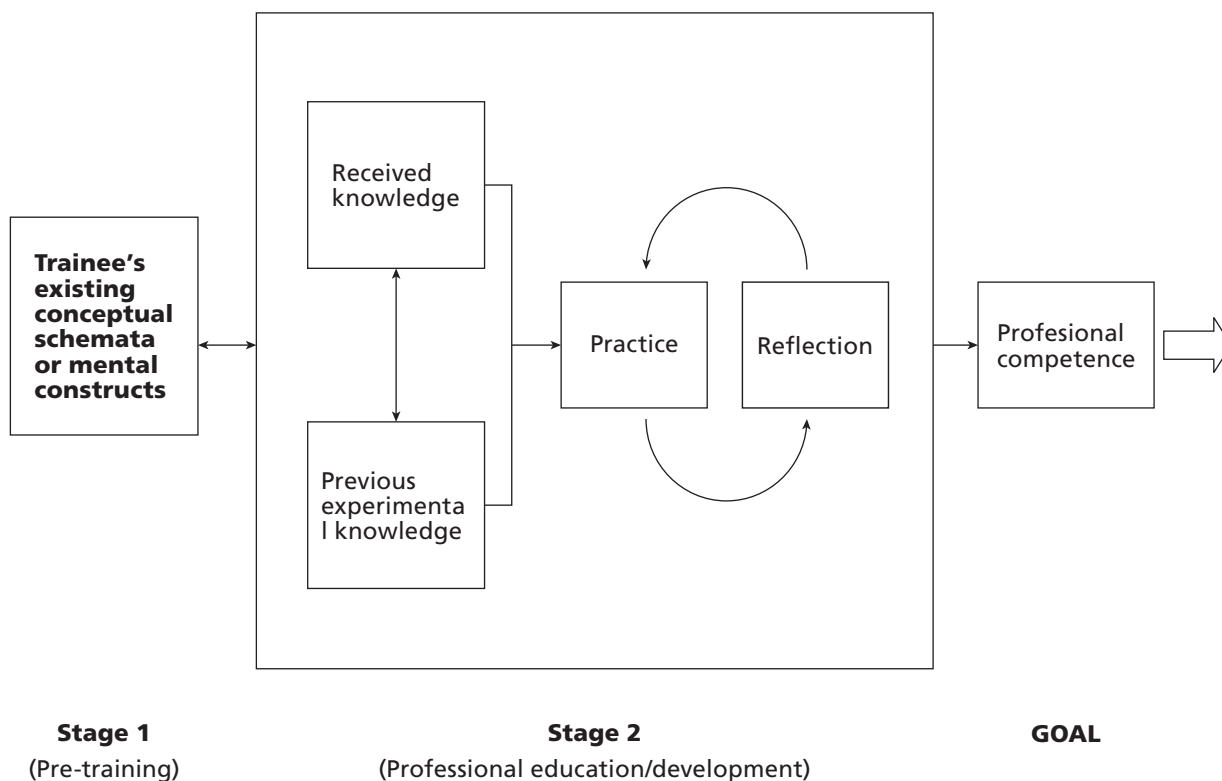 Trainee's
existing
conceptual
schemata
or mental
constructs
Received
knowledge
Previous
experimenta
l knowledge
Practice
Reflection
Profesional
competence
Stage 1
(Pre-training)
Stage 2
(Professional education/development)
GOAL